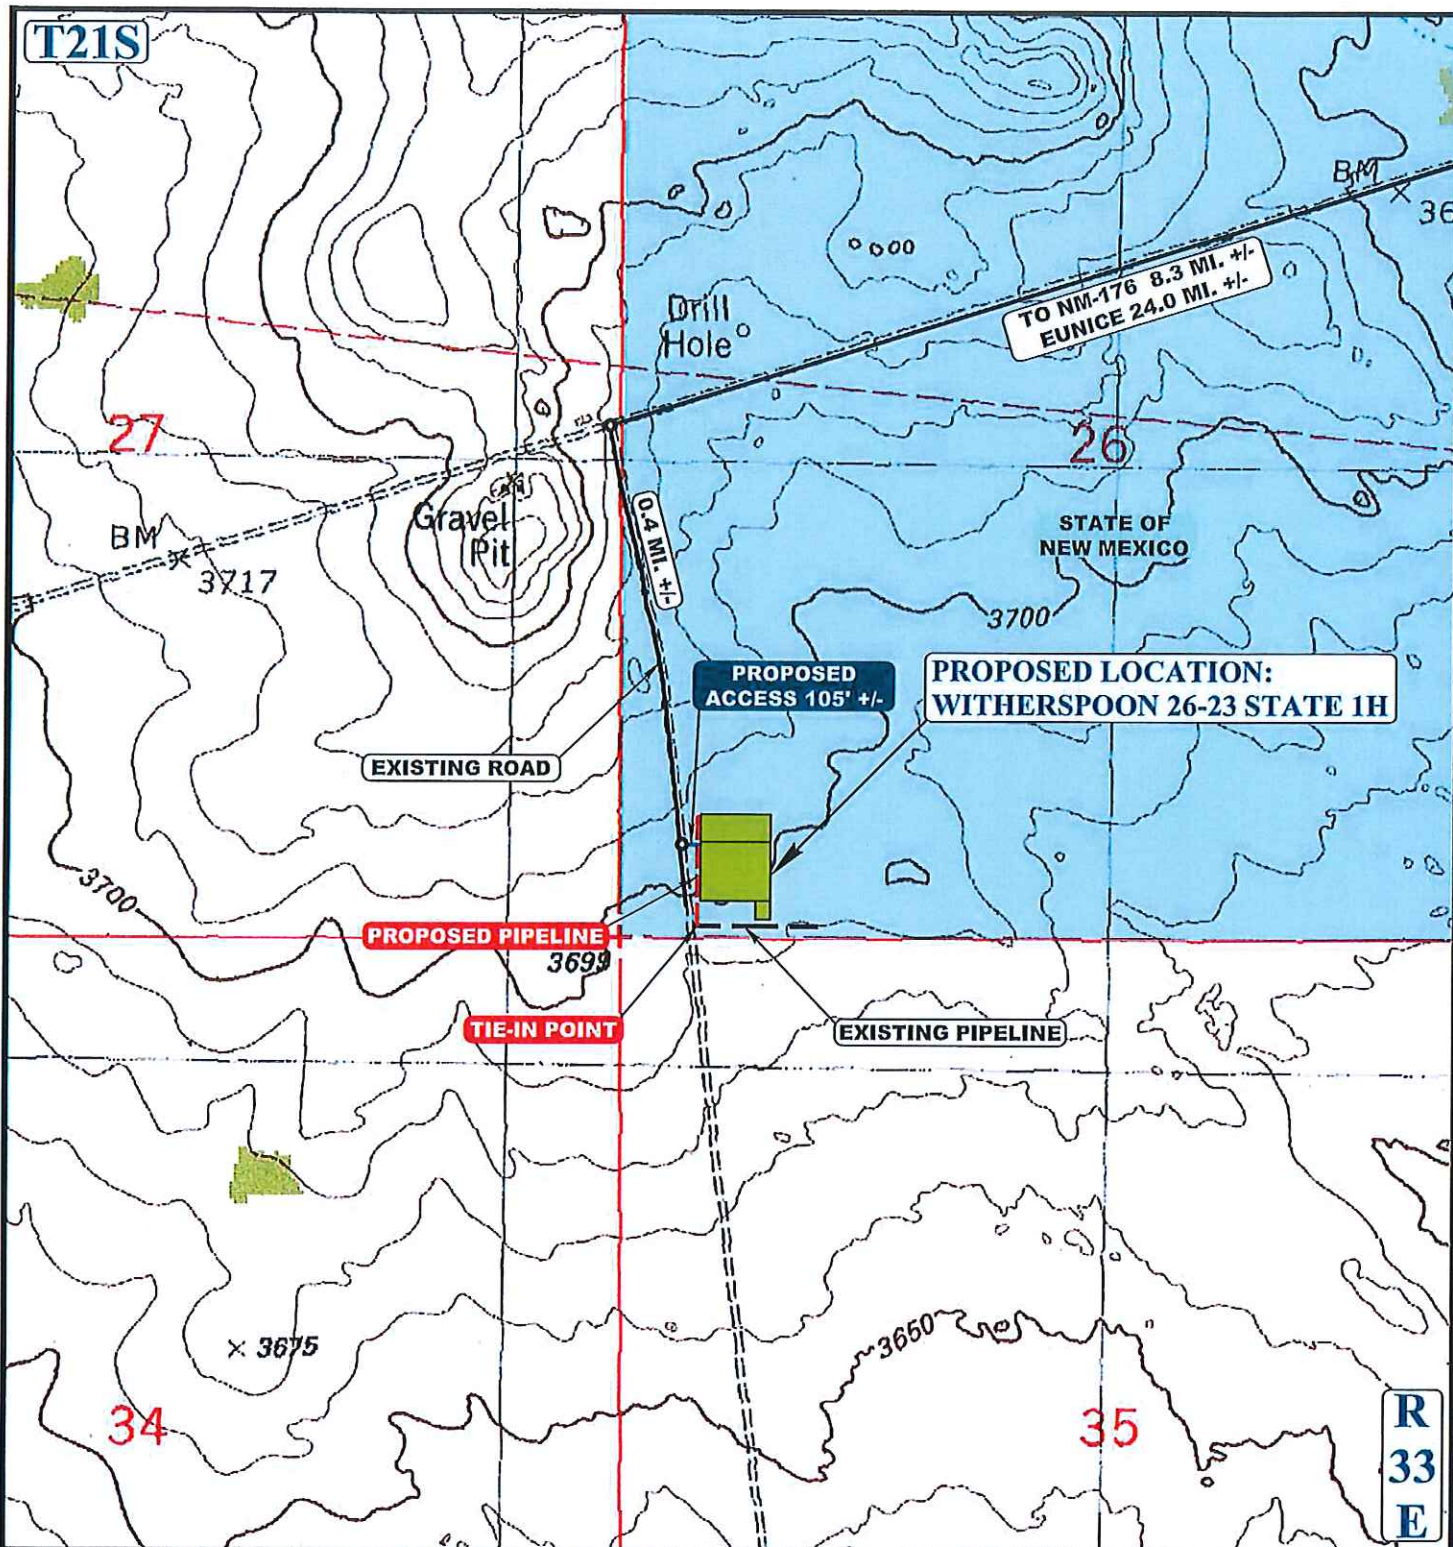 T21S
BM
36
TO NM-176 8.3 MI. +/-
EUNICE 24.0 MI. +/-
Drill
Hole
27
26
0.4 MI. +/-
Gravel
Pit
BM
3717
STATE OF
NEW MEXICO
3700
PROPOSED
ACCESS 105' +/-
PROPOSED LOCATION:
WITHERSPOON 26-23 STATE 1H
EXISTING ROAD
3700
PROPOSED PIPELINE
3699
TIE-IN POINT
EXISTING PIPELINE
3675
3650
34
35
R
33
E